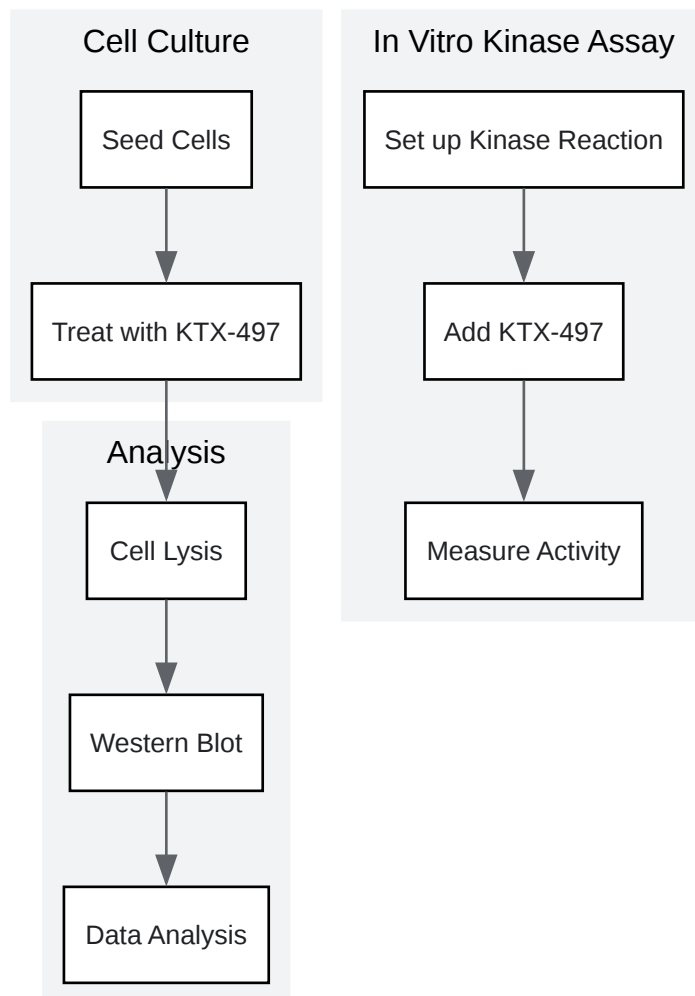 Cell Culture
Seed Cells
Treat with KTX-497
Analysis
Cell Lysis
Western Blot
Data Analysis
In Vitro Kinase Assay
Set up Kinase Reaction
Add KTX-497
Measure Activity